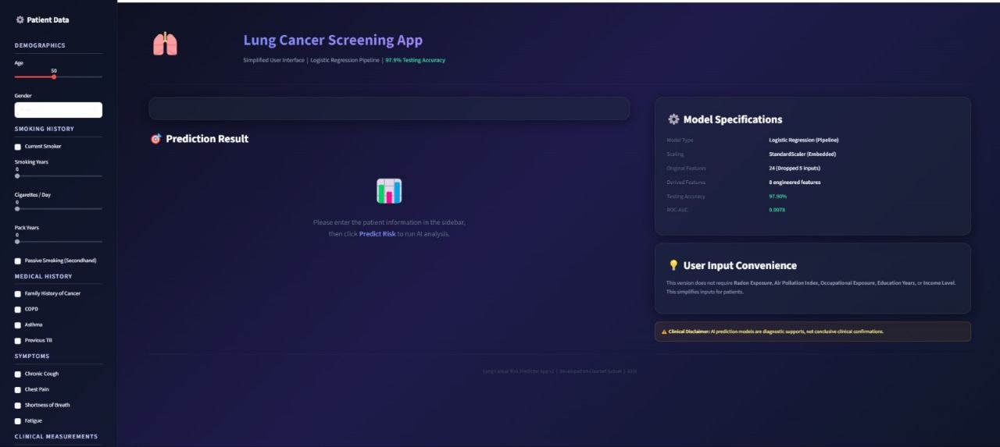 Patient Data
DEMOGRAPHICS
Age
50
Gender
SMOKING HISTORY
Current Smoker
Smoking Years
0
Cigarettes / Day
0
Pack Years
0
Passive Smoking (Secondhand)
MEDICAL HISTORY
Family History of Cancer
COPD
Asthma
Previous TB
SYMPTOMS
Chronic Cough
Chest Pain
Shortness of Breath
Fatigue
CLINICAL MEASUREMENTS
Lung Cancer Screening App
Simplified User Interface | Logistic Regression Pipeline | 97.9% Testing Accuracy
Prediction Result
Please enter the patient information in the sidebar,
then click Predict Risk to run AI analysis.
Model Specifications
Model Type Logistic Regression (Pipeline)
Scaling StandardScaler (Embedded)
Original Features 24 (Dropped 5 inputs)
Derived Features 8 engineered features
Testing Accuracy 97.90%
ROC-AUC 0.9978
User Input Convenience
This version does not require Radon Exposure, Air Pollution Index, Occupational Exposure, Education Years, or Income Level.
This simplifies inputs for patients.
Clinical Disclaimer: AI prediction models are diagnostic supports, not conclusive clinical confirmations.
Lung Cancer Risk Predictor App v2 | Developed on Cleaned Subset |